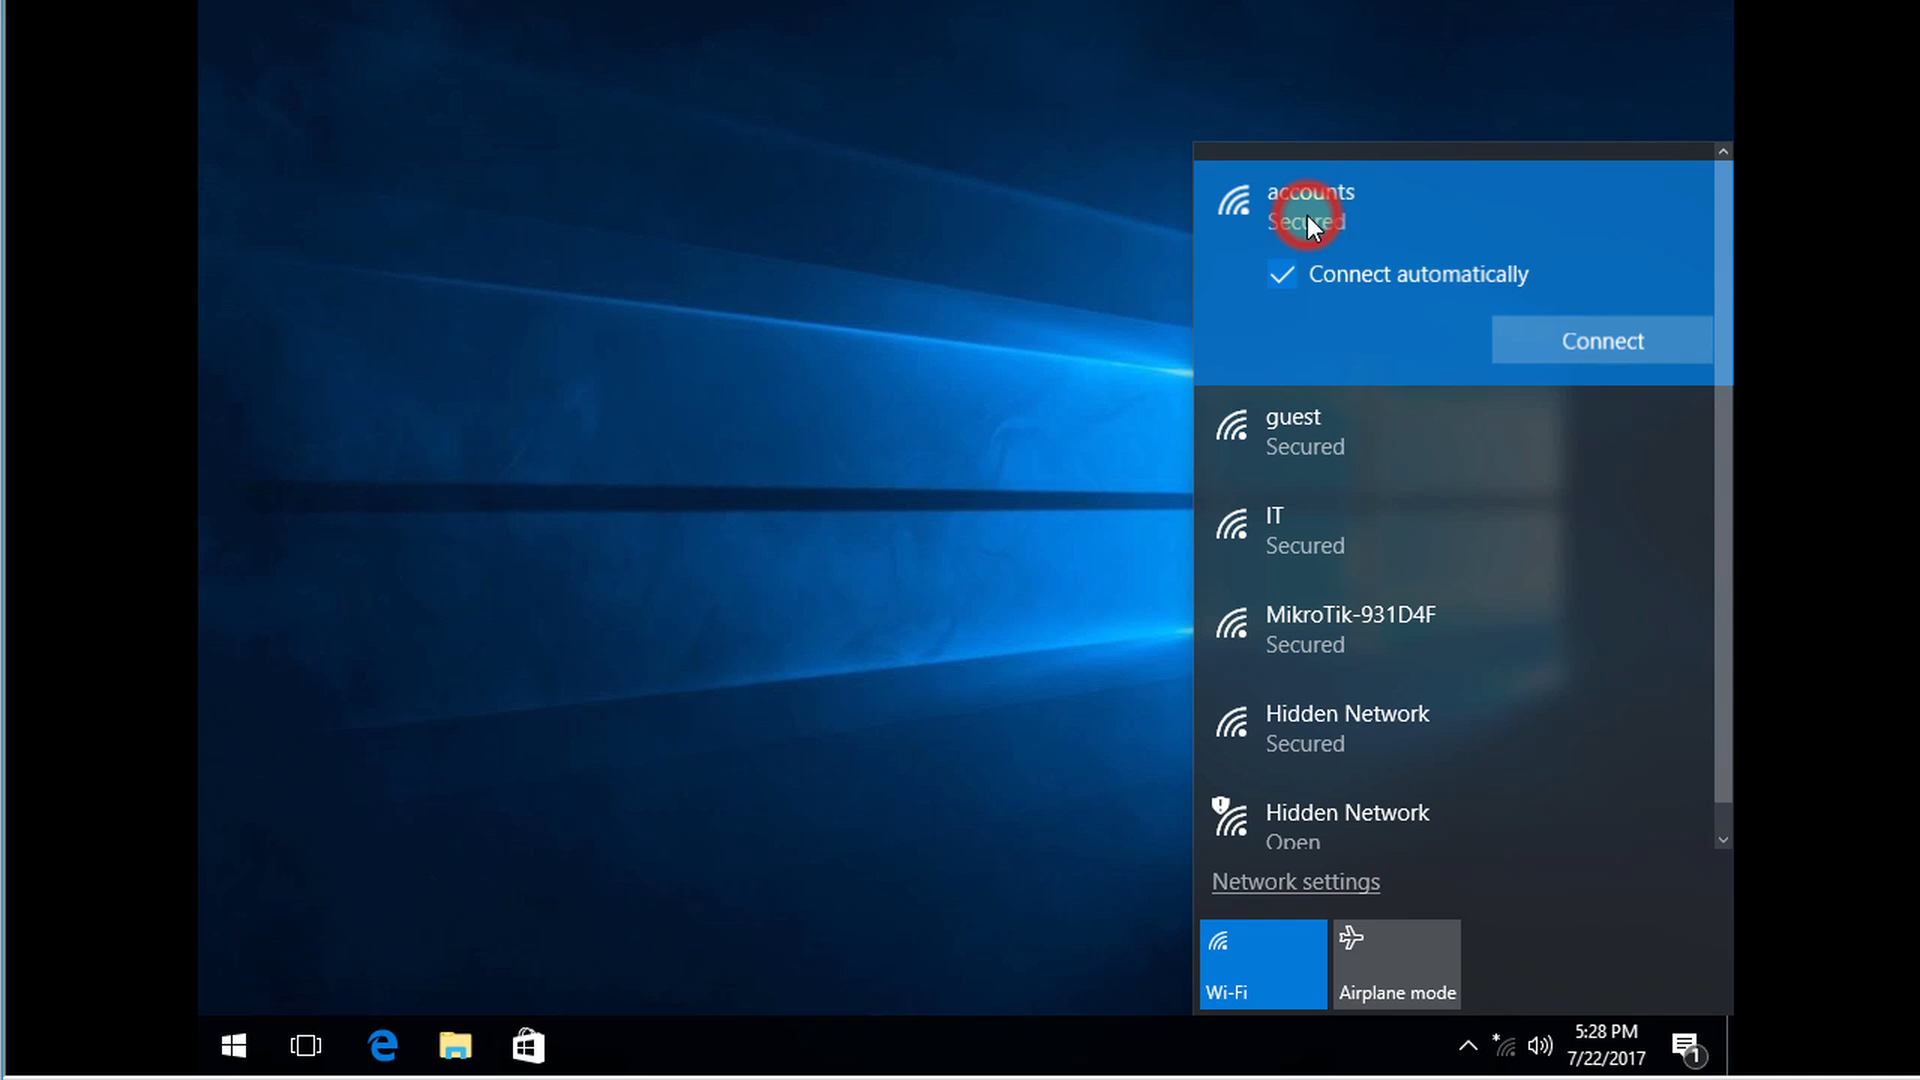 accounts
Secured
Connect automatically
Connect
guest
Secured
IT
Secured
MikroTik-931D4F
Secured
Hidden Network
Secured
Hidden Network
Open
Network settings
Wi-Fi
Airplane mode
5:28 PM
7/22/2017
1